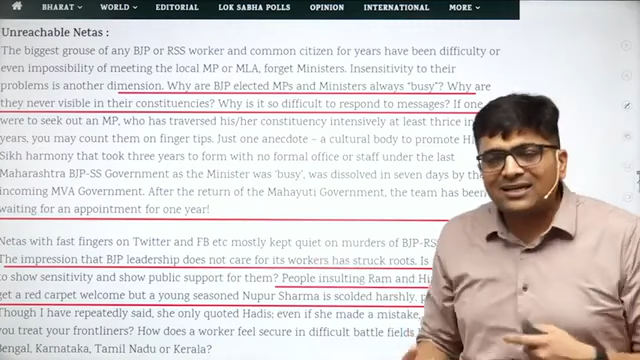 BHARAT WORLD EDITORIAL LOK SABHA POLLS OPINION INTERNATIONAL MORE
Unreachable Netas :
The biggest grouse of any BJP or RSS worker and common citizen for years have been difficulty or
even impossibility of meeting the local MP or MLA, forget Ministers. Insensitivity to their
problems is another dimension. Why are BJP elected MPs and Ministers always "busy"? Why are
they never visible in their constituencies? Why is it so difficult to respond to messages? If one
were to seek out an MP, who has traversed his/her constituency intensively at least thrice in
years, you may count them on finger tips. Just one anecdote – a cultural body to promote
Sikh harmony that took three years to form with no formal office or staff under the last
Maharashtra BJP-SS Government as the Minister was 'busy', was dissolved in seven days by the
incoming MVA Government. After the return of the Mahayuti Government, the team has been
waiting for an appointment for one year!
Netas with fast fingers on Twitter and FB etc mostly kept quiet on murders of BJP-RSS
The impression that BJP leadership does not care for its workers has struck roots. Is
to show sensitivity and show public support for them? People insulting Ram and
get a red carpet welcome but a young seasoned Nupur Sharma is scolded harshly,
Though I have repeatedly said, she only quoted Hadis; even if she made a mistake,
you treat your frontliners? How does a worker feel secure in difficult battle fields
Bengal, Karnataka, Tamil Nadu or Kerala?